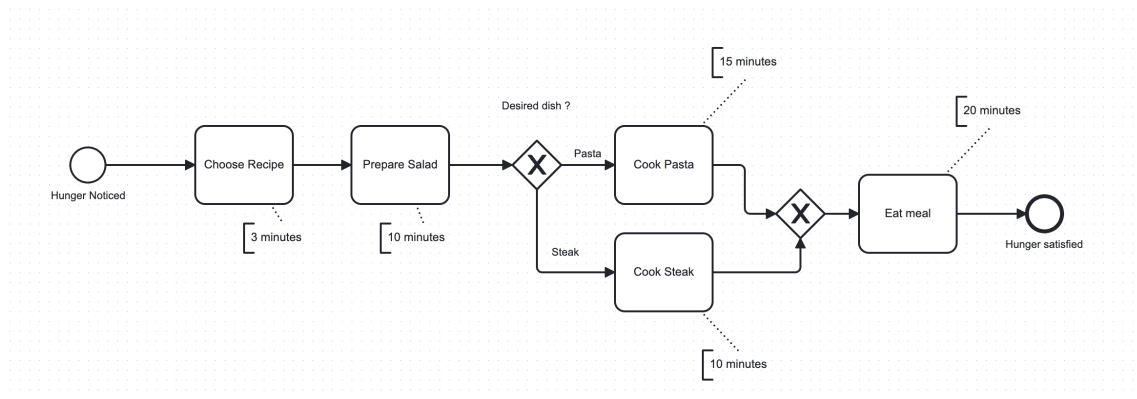 15 minutes
Desired dish ?
20 minutes
Hunger Noticed
Choose Recipe
Prepare Salad
X
Pasta
Cook Pasta
X
Eat meal
Hunger satisfied
3 minutes
10 minutes
Steak
Cook Steak
10 minutes